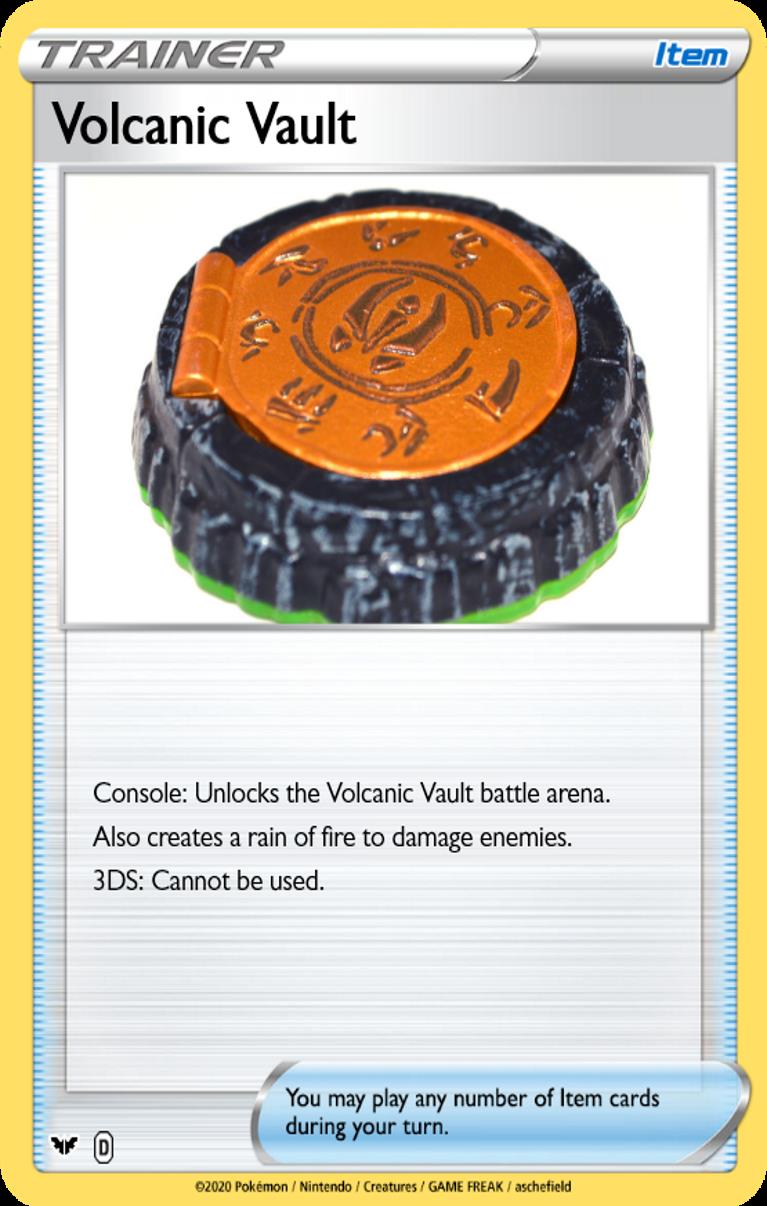 TRAINER
Item
Volcanic Vault
Console: Unlocks the Volcanic Vault battle arena.
Also creates a rain of fire to damage enemies.
3DS: Cannot be used.
You may play any number of Item cards
during your turn.
D
©2020 Pokémon / Nintendo / Creatures / GAME FREAK / aschefield